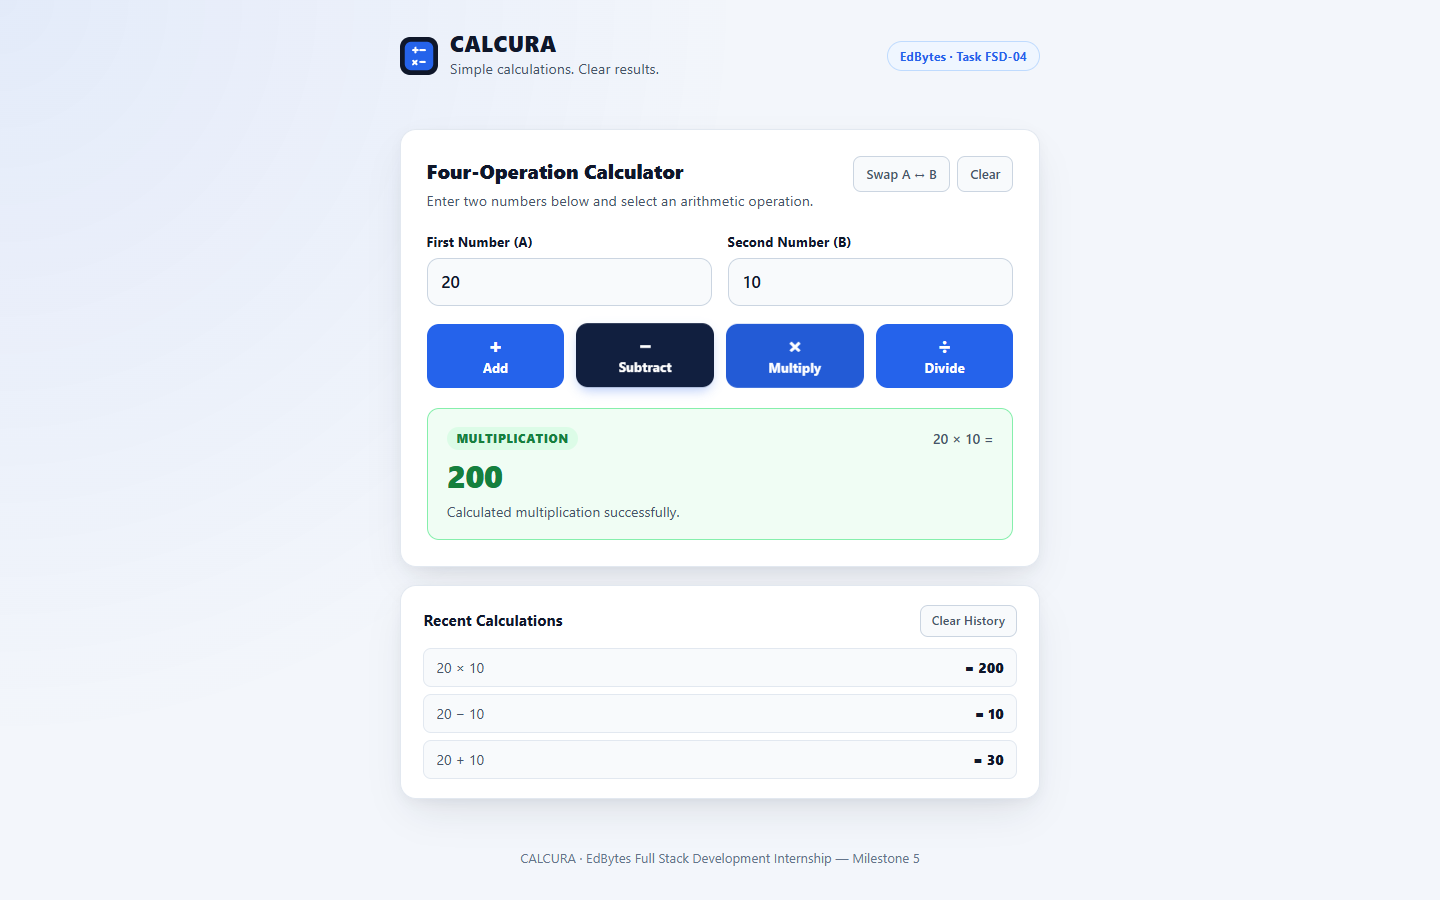 CALCURA
Simple calculations. Clear results.
EdBytes · Task FSD-04
Four-Operation Calculator
Enter two numbers below and select an arithmetic operation.
Swap A ↔ B
Clear
First Number (A)
Second Number (B)
20
10
+
Add
−
Subtract
×
Multiply
÷
Divide
MULTIPLICATION
20 × 10 =
200
Calculated multiplication successfully.
Recent Calculations
Clear History
20 × 10 = 200
20 − 10 = 10
20 + 10 = 30
CALCURA · EdBytes Full Stack Development Internship — Milestone 5